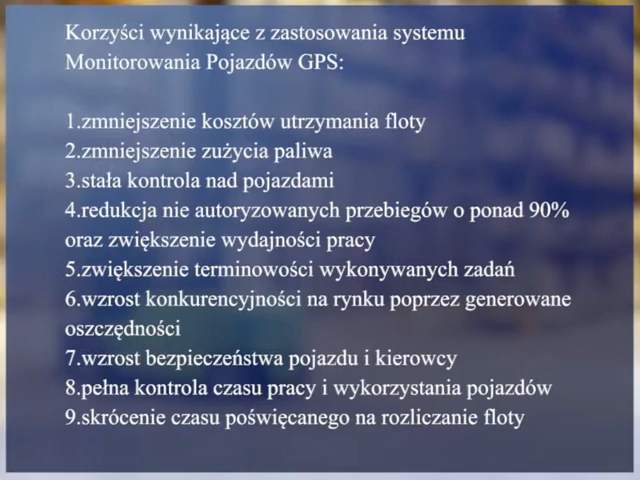 Korzyści wynikające z zastosowania systemu
Monitorowania Pojazdów GPS:
1.zmniejszenie kosztów utrzymania floty
2.zmniejszenie zużycia paliwa
3.stała kontrola nad pojazdami
4.redukcja nie autoryzowanych przebiegów o ponad 90%
oraz zwiększenie wydajności pracy
5.zwiększenie terminowości wykonywanych zadań
6.wzrost konkurencyjności na rynku poprzez generowane
oszczędności
7.wzrost bezpieczeństwa pojazdu i kierowcy
8.pełna kontrola czasu pracy i wykorzystania pojazdów
9.skrócenie czasu poświęcanego na rozliczanie floty